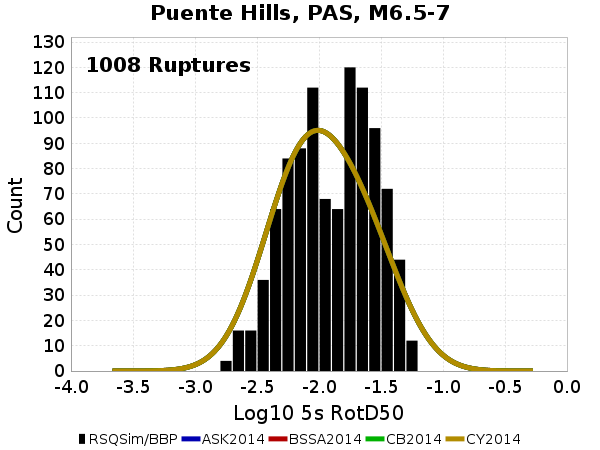 Puente Hills, PAS, M6.5-7
1008 Ruptures
130
120
110
100
90
80
70
60
50
40
30
20
10
0
Count
-4.0 -3.5 -3.0 -2.5 -2.0 -1.5 -1.0 -0.5 0.0
Log10 5s RotD50
RSQSim/BBP ASK2014 BSSA2014 CB2014 CY2014